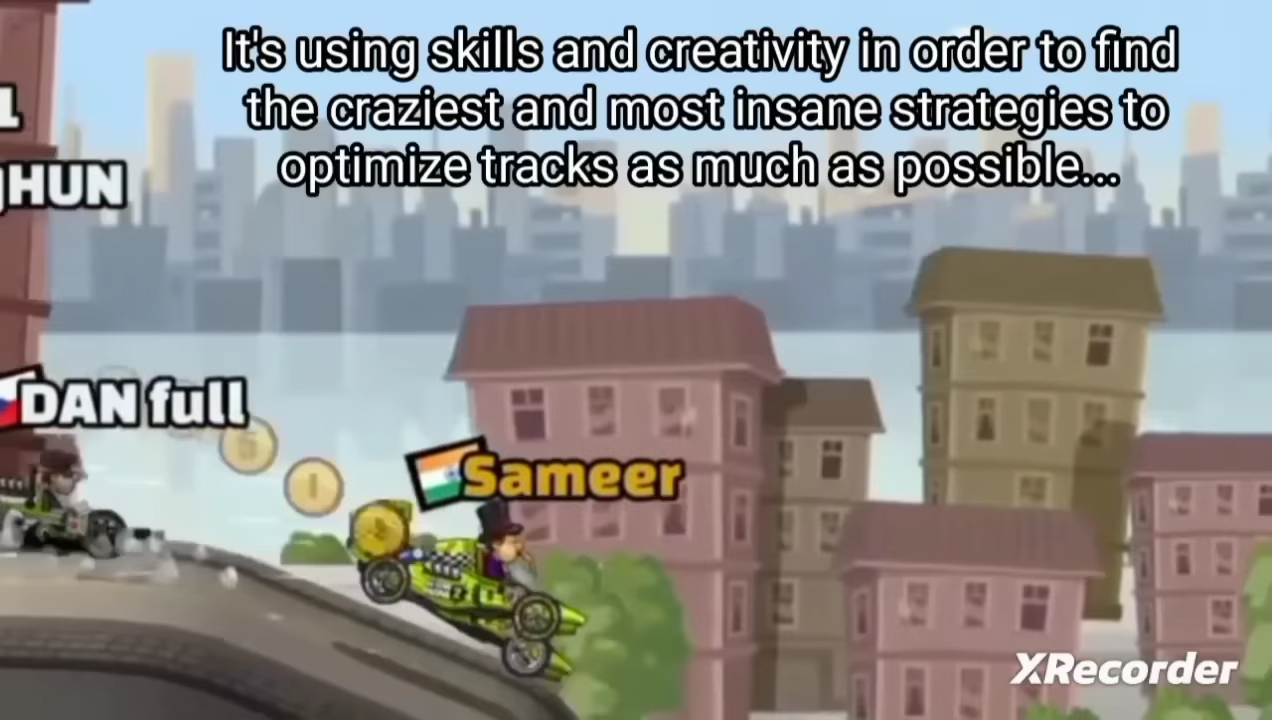 It's using skills and creativity in order to find
the craziest and most insane strategies to
optimize tracks as much as possible...
HUN
DAN full
Sameer
XRecorder